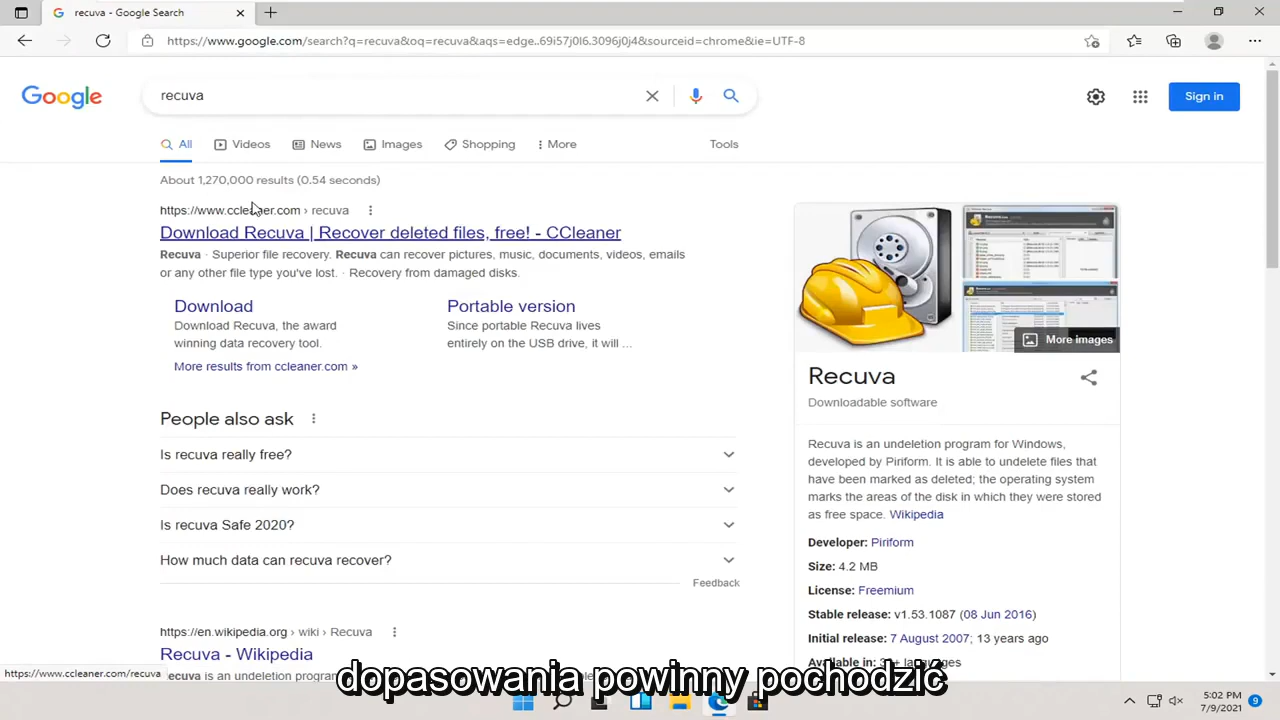 recuva - Google Search
https://www.google.com/search?q=recuva&oq=recuva&aqs=edge..69i57j0l6.3096j0j4&sourceid=chrome&ie=UTF-8
Google
recuva
Sign in
All
Videos
News
Images
Shopping
More
Tools
About 1,270,000 results (0.54 seconds)
https://www.ccleaner.com › recuva
Download Recuva | Recover deleted files, free! - CCleaner
Recuva · Superior file recovery · Recuva can recover pictures, music, documents, videos, emails
or any other file type you've lost. · Recovery from damaged disks.
Download
Download Recuva's award
winning data recovery tool.
Portable version
Since portable Recuva lives
entirely on the USB drive, it will ...
More results from ccleaner.com »
People also ask
Is recuva really free?
Does recuva really work?
Is recuva Safe 2020?
How much data can recuva recover?
Feedback
https://en.wikipedia.org › wiki › Recuva
Recuva - Wikipedia
Recuva is an undeletion program
More images
Recuva
Downloadable software
Recuva is an undeletion program for Windows,
developed by Piriform. It is able to undelete files that
have been marked as deleted; the operating system
marks the areas of the disk in which they were stored
as free space. Wikipedia
Developer: Piriform
Size: 4.2 MB
License: Freemium
Stable release: v1.53.1087 (08 Jun 2016)
Initial release: 7 August 2007; 13 years ago
Available in: languages
https://www.ccleaner.com/recuva
dopasowania powinny pochodzić
5:02 PM
7/9/2021
9